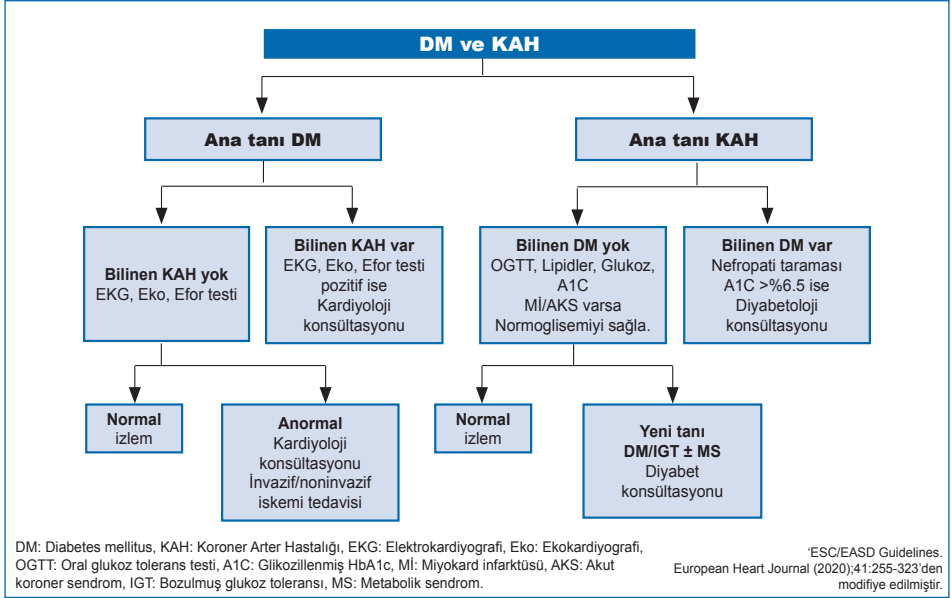 DM ve KAH
Ana tanı DM
Ana tanı KAH
Bilinen KAH yok
EKG, Eko, Efor testi
Bilinen KAH var
EKG, Eko, Efor testi
pozitif ise
Kardiyoloji
konsültasyonu
Bilinen DM yok
OGTT, Lipidler, Glukoz,
A1C
Mİ/AKS varsa
Normoglisemiyi sağla.
Bilinen DM var
Nefropati taraması
A1C >%6.5 ise
Diyabetoloji
konsültasyonu
Normal
izlem
Anormal
Kardiyoloji
konsültasyonu
İnvazif/noninvazif
iskemi tedavisi
Normal
izlem
Yeni tanı
DM/IGT ± MS
Diyabet
konsültasyonu
DM: Diabetes mellitus, KAH: Koroner Arter Hastalığı, EKG: Elektrokardiyografi, Eko: Ekokardiyografi,
OGTT: Oral glukoz tolerans testi, A1C: Glikozillenmiş HbA1c, Mİ: Miyokard infarktüsü, AKS: Akut
koroner sendrom, IGT: Bozulmuş glukoz toleransı, MS: Metabolik sendrom.
'ESC/EASD Guidelines.
European Heart Journal (2020);41:255-323'den
modifiye edilmiştir.